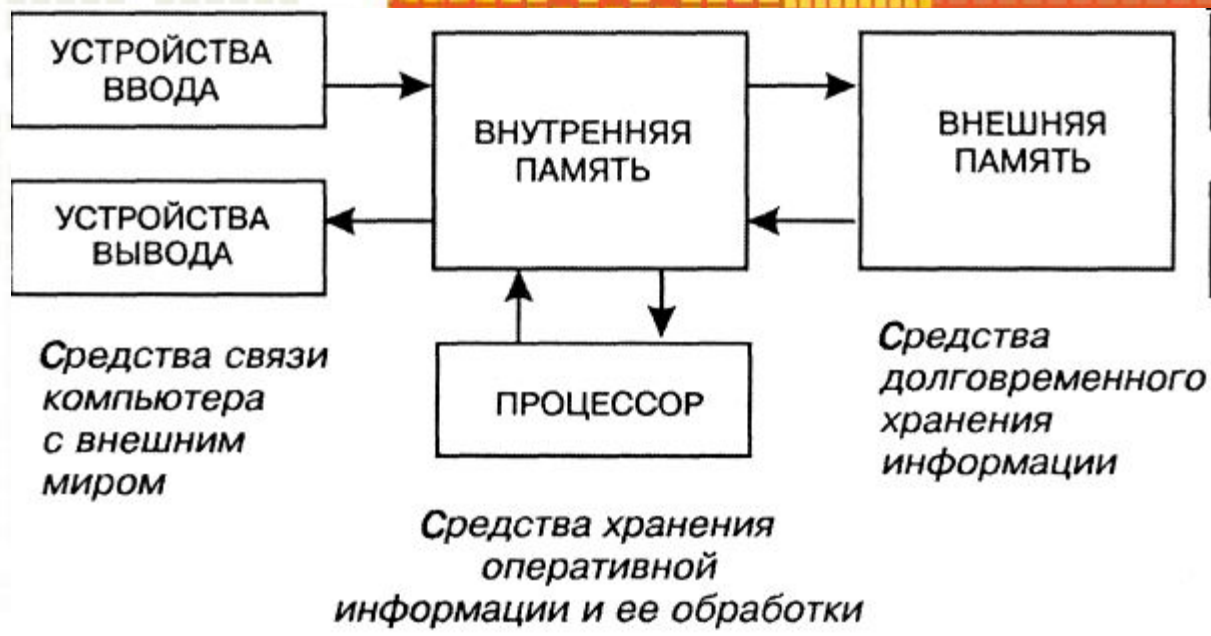 УСТРОЙСТВА
ВВОДА
УСТРОЙСТВА
ВЫВОДА
ВНУТРЕННЯЯ
ПАМЯТЬ
ВНЕШНЯЯ
ПАМЯТЬ
ПРОЦЕССОР
Средства связи
компьютера
с внешним
миром
Средства хранения
оперативной
информации и ее обработки
Средства
долговременного
хранения
информации